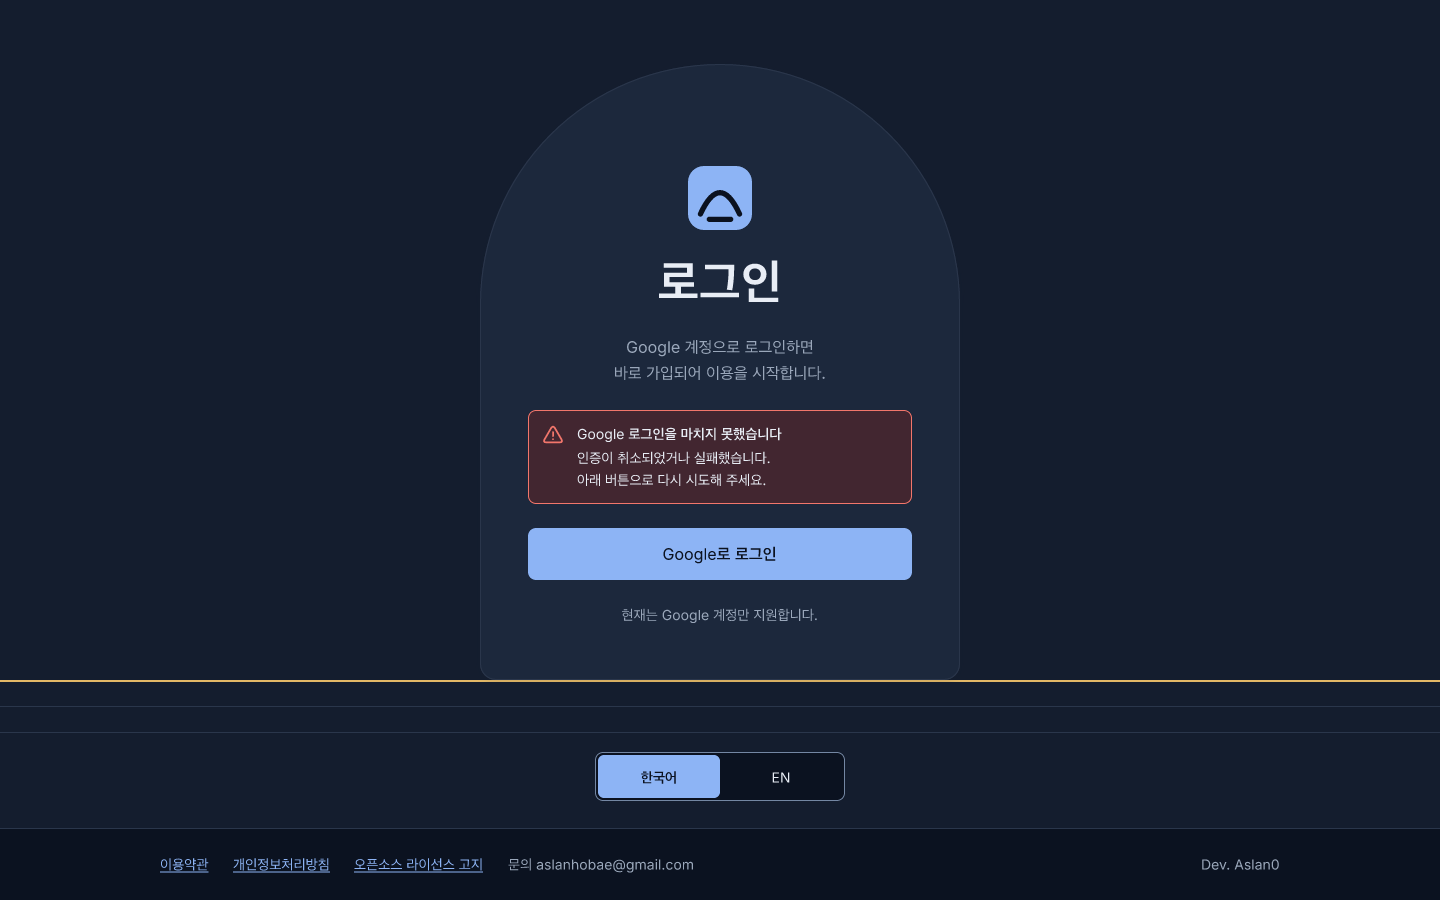 로그인
Google 계정으로 로그인하면
바로 가입되어 이용을 시작합니다.
Google 로그인을 마치지 못했습니다
인증이 취소되었거나 실패했습니다.
아래 버튼으로 다시 시도해 주세요.
Google로 로그인
현재는 Google 계정만 지원합니다.
한국어 EN
이용약관 개인정보처리방침 오픈소스 라이선스 고지 문의 aslanhobae@gmail.com Dev. Aslan0